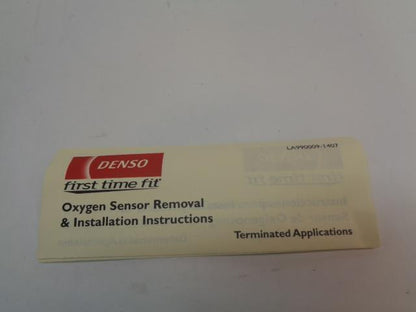 LA990009-1407
DENSO
first time fit®
Oxygen Sensor Removal
& Installation Instructions
Terminated Applications